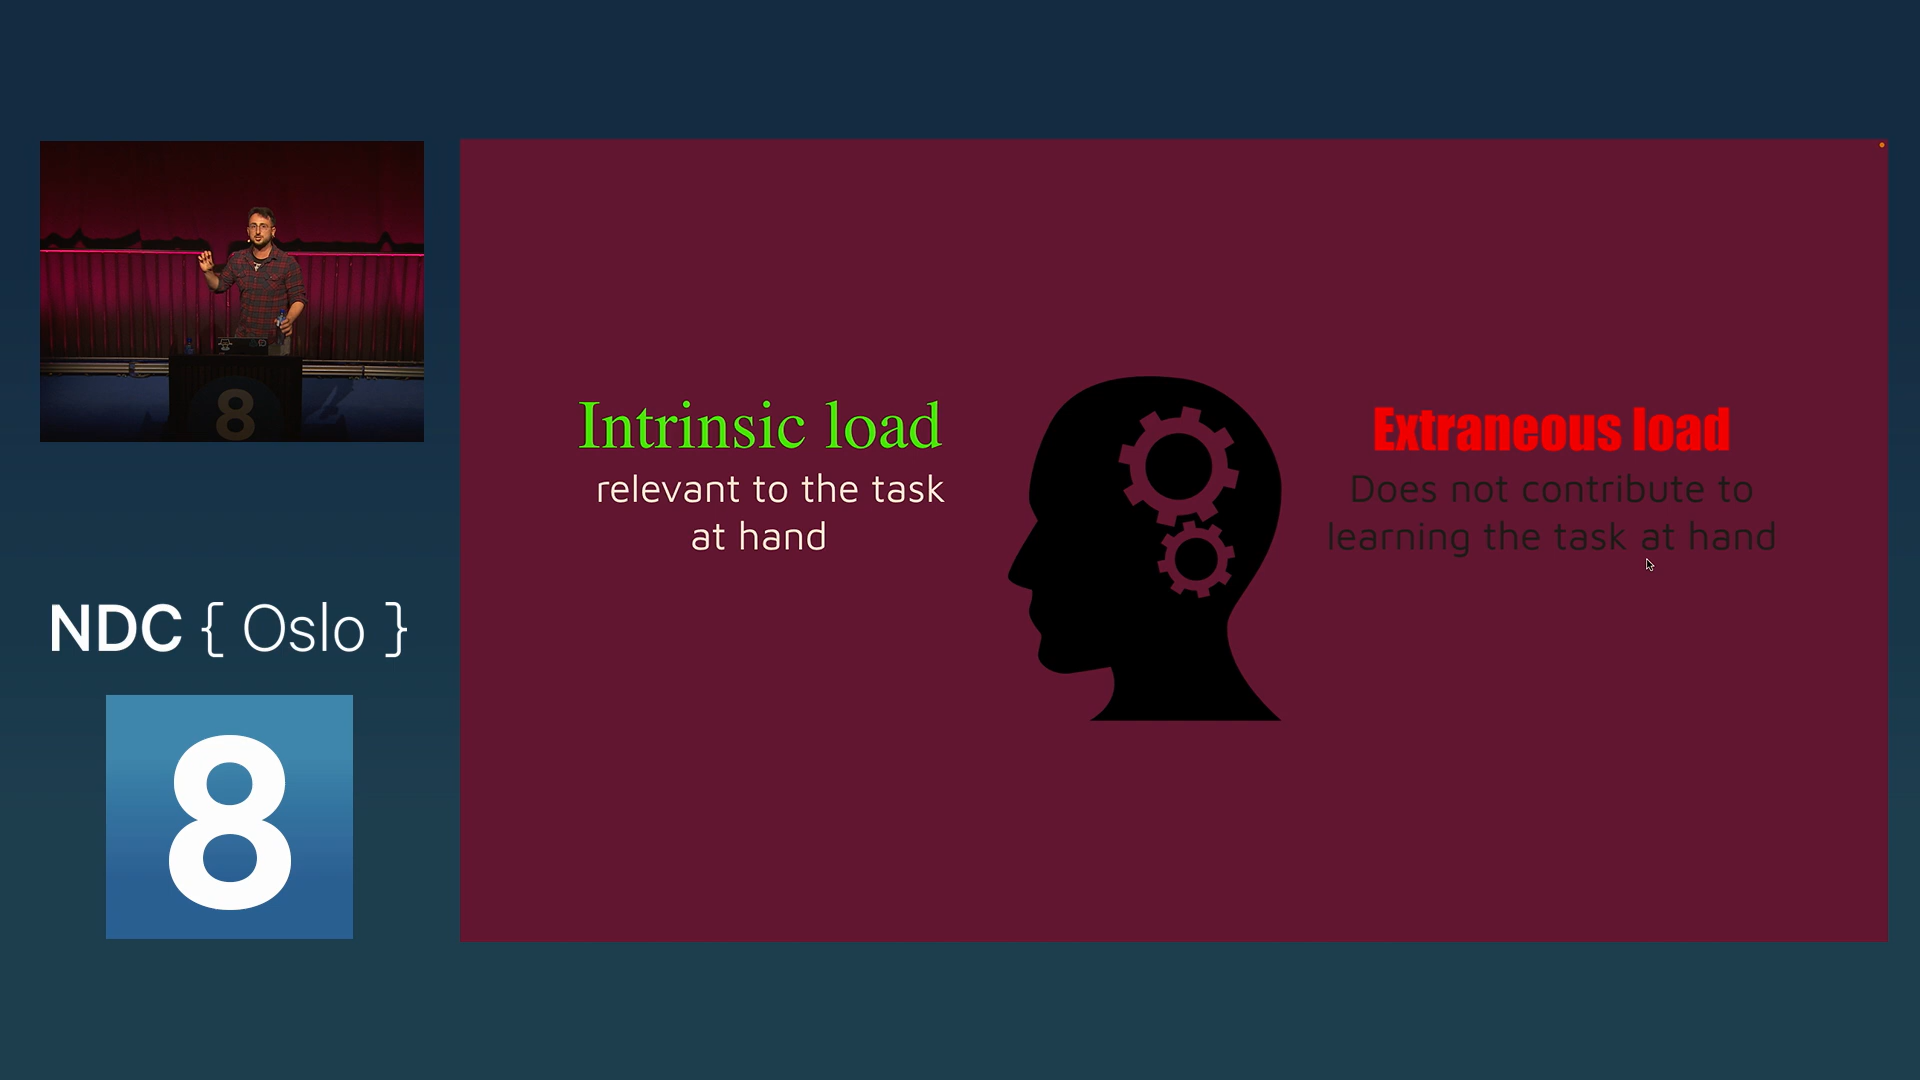 8
NDC { Oslo }
8
Intrinsic load
relevant to the task
at hand
Extraneous load
Does not contribute to
learning the task at hand